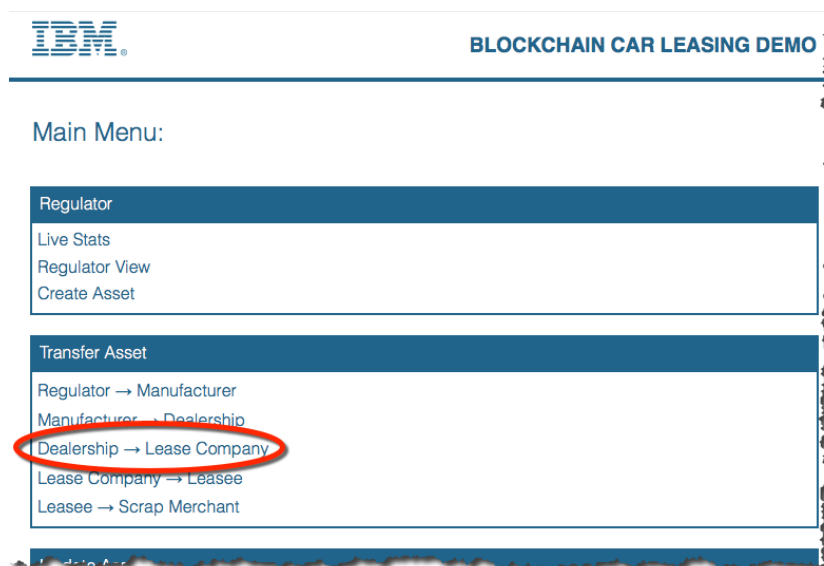 IBM®
BLOCKCHAIN CAR LEASING DEMO
Main Menu:
Regulator
Live Stats
Regulator View
Create Asset
Transfer Asset
Regulator → Manufacturer
Manufacturer → Dealership
Dealership → Lease Company
Lease Company → Leasee
Leasee → Scrap Merchant